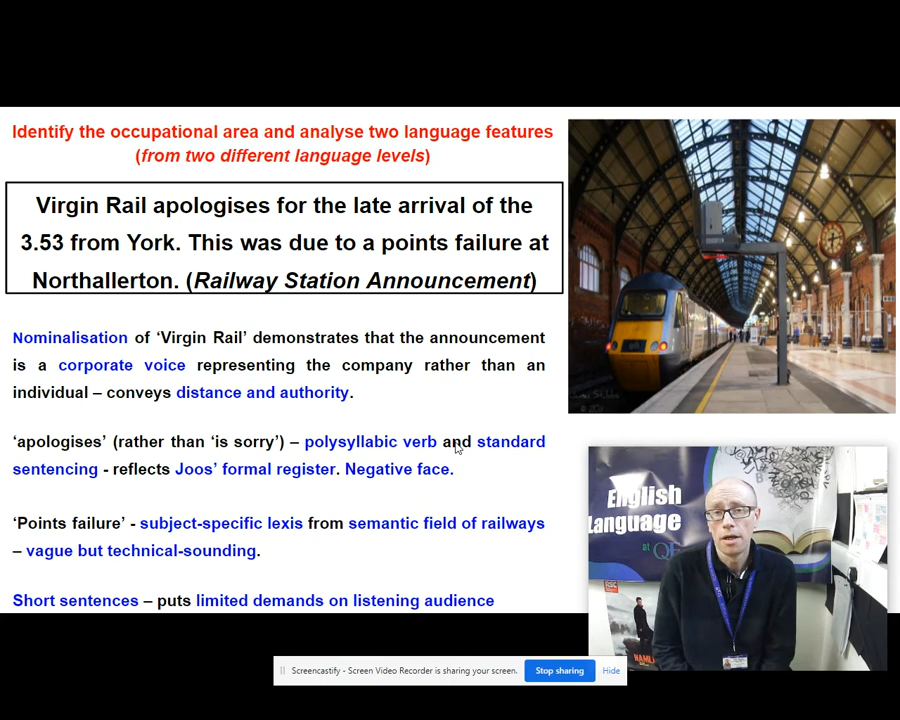 Identify the occupational area and analyse two language features
(from two different language levels)
Virgin Rail apologises for the late arrival of the
3.53 from York. This was due to a points failure at
Northallerton. (Railway Station Announcement)
Nominalisation of ‘Virgin Rail’ demonstrates that the announcement
is a corporate voice representing the company rather than an
individual – conveys distance and authority.
‘apologises’ (rather than ‘is sorry’) – polysyllabic verb and standard
sentencing - reflects Joos’ formal register. Negative face.
‘Points failure’ - subject-specific lexis from semantic field of railways
– vague but technical-sounding.
Short sentences – puts limited demands on listening audience
English
Language
at QE
Screencastify - Screen Video Recorder is sharing your screen.
Stop sharing
Hide